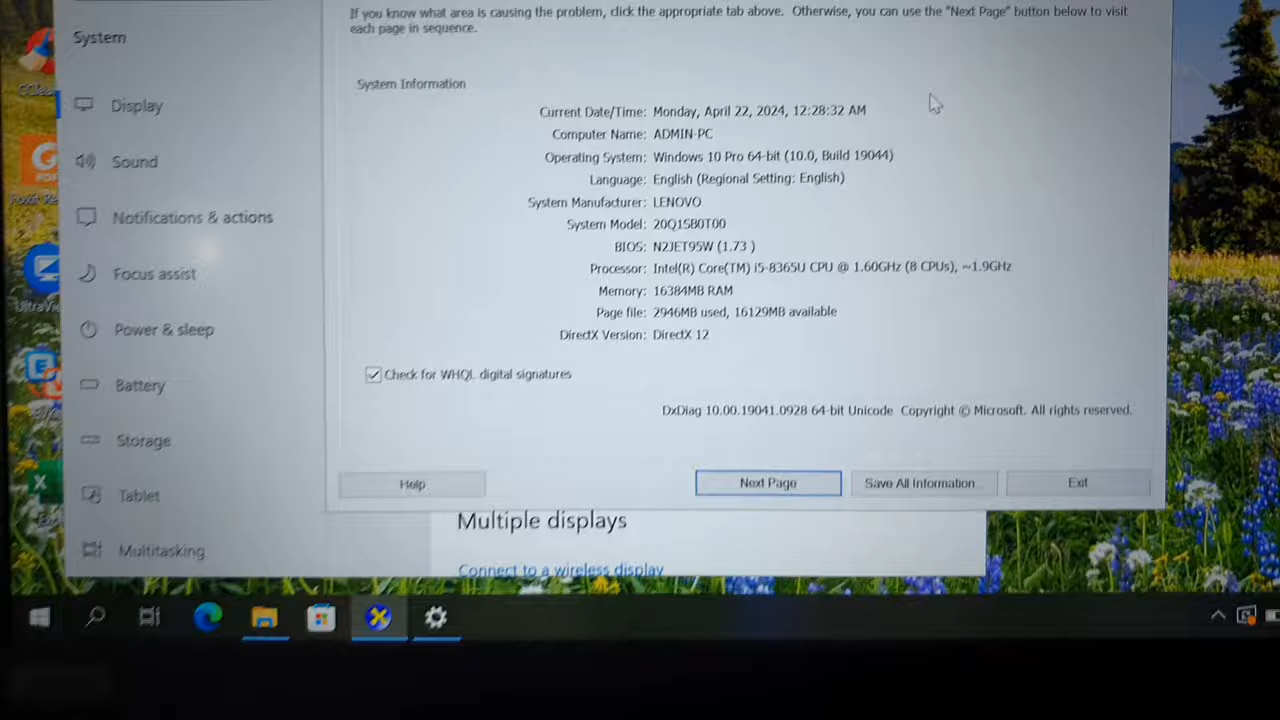 If you know what area is causing the problem, click the appropriate tab above. Otherwise, you can use the "Next Page" button below to visit
each page in sequence.
System
Display
Sound
Notifications & actions
Focus assist
Power & sleep
Battery
Storage
Tablet
Multitasking
System Information
Current Date/Time: Monday, April 22, 2024, 12:28:32 AM
Computer Name: ADMIN-PC
Operating System: Windows 10 Pro 64-bit (10.0, Build 19044)
Language: English (Regional Setting: English)
System Manufacturer: LENOVO
System Model: 20Q1SB0T00
BIOS: N2JET95W (1.73 )
Processor: Intel(R) Core(TM) i5-8365U CPU @ 1.60GHz (8 CPUs), ~1.9GHz
Memory: 16384MB RAM
Page file: 2946MB used, 16129MB available
DirectX Version: DirectX 12
Check for WHQL digital signatures
DxDiag 10.00.19041.0928 64-bit Unicode Copyright © Microsoft. All rights reserved.
Help
Next Page
Save All Information...
Exit
Multiple displays
Connect to a wireless display